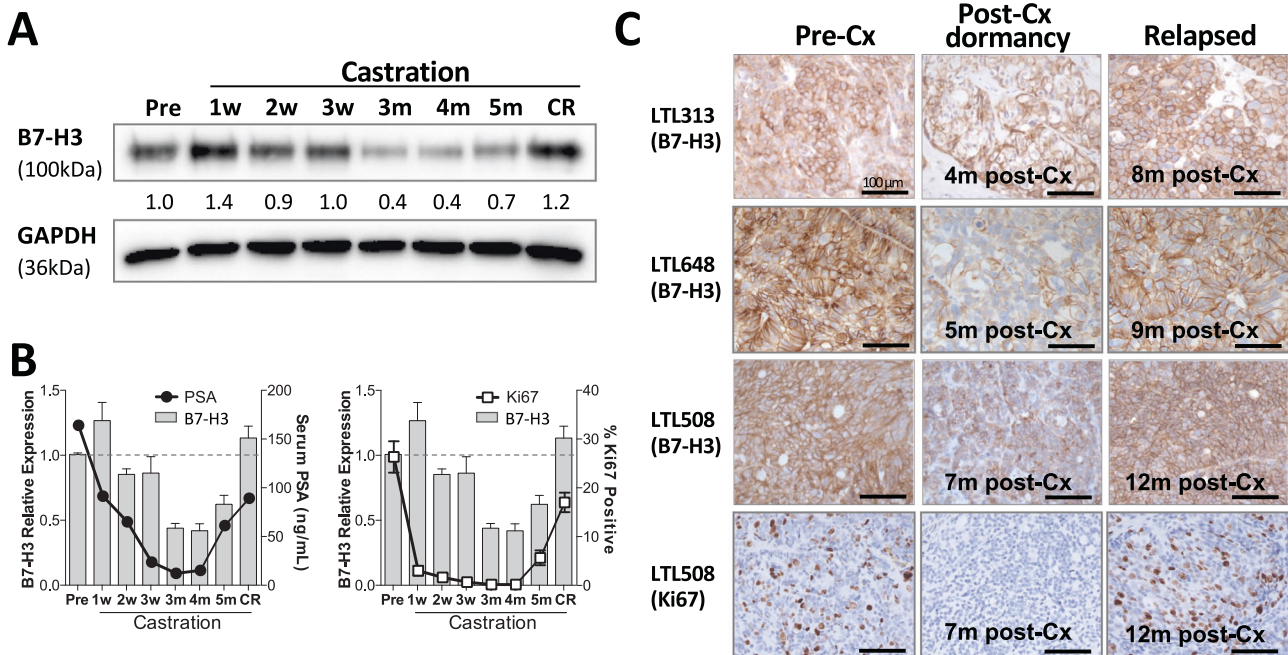 A
Castration
Pre 1w 2w 3w 3m 4m 5m CR
B7-H3
(100kDa)
1.0 1.4 0.9 1.0 0.4 0.4 0.7 1.2
GAPDH
(36kDa)
B
B7-H3 Relative Expression
1.5
1.0
0.5
0.0
PSA
B7-H3
200
150
100
50
0
Serum PSA (ng/mL)
Pre 1w 2w 3w 3m 4m 5m CR
Castration
B7-H3 Relative Expression
1.5
1.0
0.5
0.0
Ki67
B7-H3
40
30
20
10
0
% Ki67 Positive
Pre 1w 2w 3w 3m 4m 5m CR
Castration
C
Pre-Cx
Post-Cx
dormancy
Relapsed
LTL313
(B7-H3)
100 µm
4m post-Cx
8m post-Cx
LTL648
(B7-H3)
5m post-Cx
9m post-Cx
LTL508
(B7-H3)
7m post-Cx
12m post-Cx
LTL508
(Ki67)
7m post-Cx
12m post-Cx